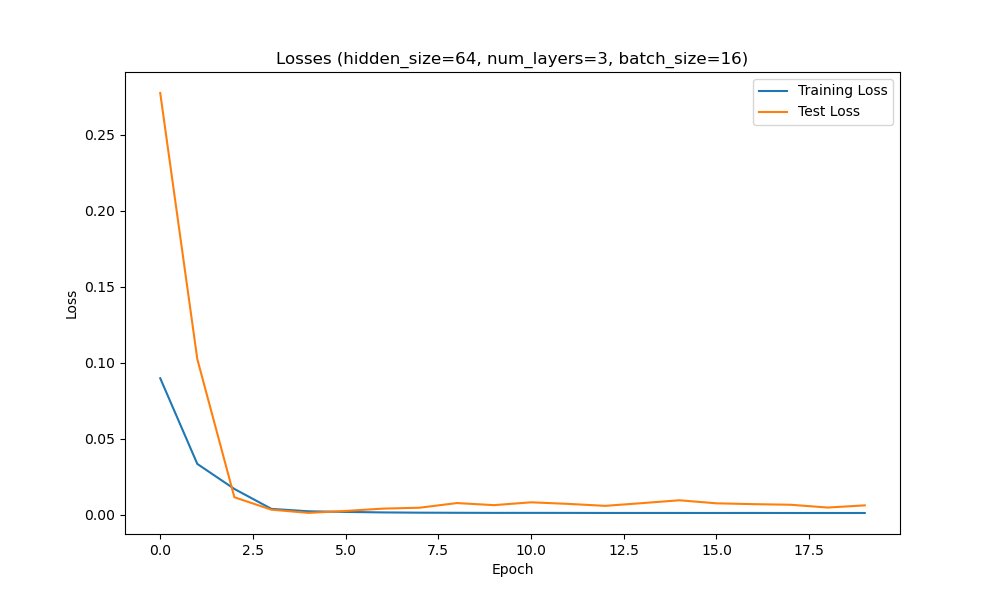 Losses (hidden_size=64, num_layers=3, batch_size=16)
Training Loss
Test Loss
0.25
0.20
0.15
0.10
0.05
0.00
Loss
0.0 2.5 5.0 7.5 10.0 12.5 15.0 17.5
Epoch